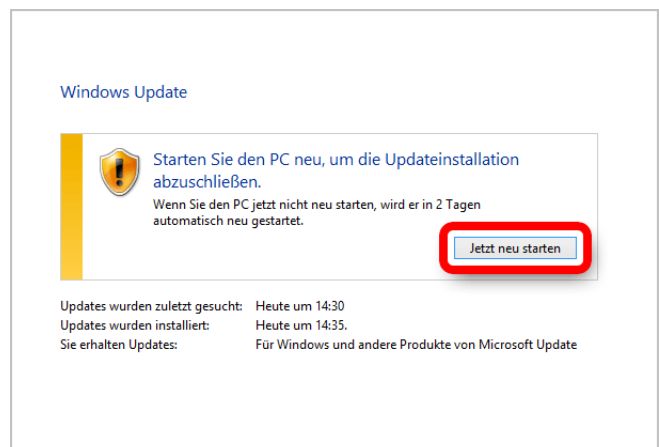 Windows Update
Starten Sie den PC neu, um die Updateinstallation
abzuschließen.
Wenn Sie den PC jetzt nicht neu starten, wird er in 2 Tagen
automatisch neu gestartet.
Jetzt neu starten
Updates wurden zuletzt gesucht: Heute um 14:30
Updates wurden installiert: Heute um 14:35.
Sie erhalten Updates: Für Windows und andere Produkte von Microsoft Update